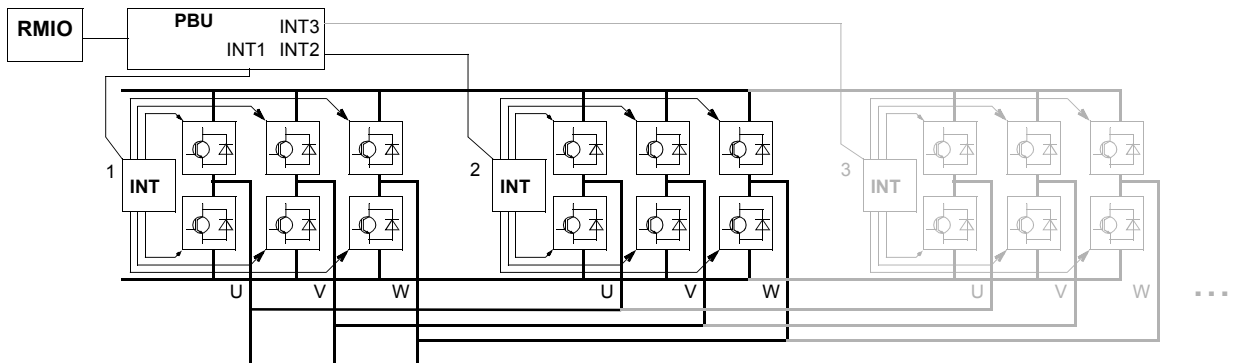 RMIO
PBU
INT3
INT1 INT2
1
INT
2
INT
3
INT
U V W
U V W
U V W
...